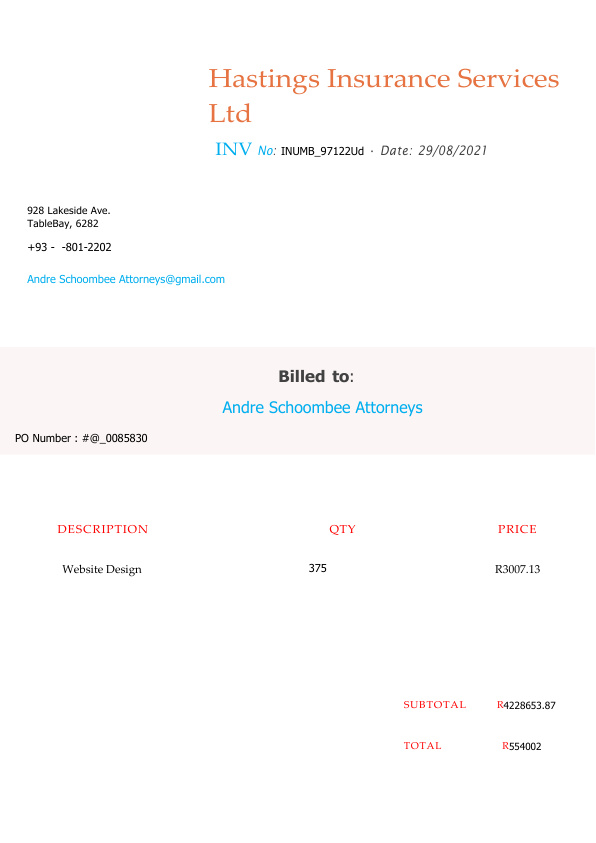 Hastings Insurance Services
Ltd
INV No: INUMB_97122Ud · Date: 29/08/2021
928 Lakeside Ave.
TableBay, 6282
+93 -  -801-2202
Andre Schoombee Attorneys@gmail.com
Billed to:
Andre Schoombee Attorneys
PO Number : #@_0085830
DESCRIPTION QTY PRICE
Website Design 375 R3007.13
SUBTOTAL R4228653.87
TOTAL R554002